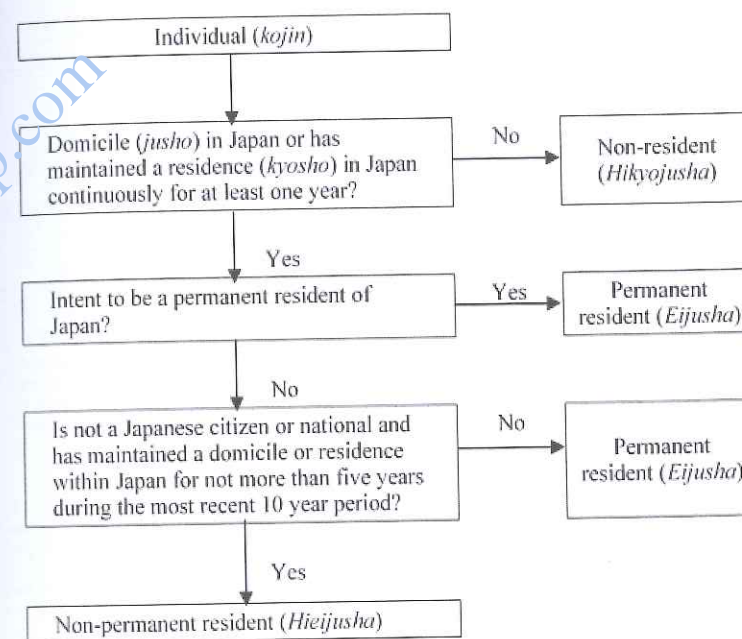 Individual (kojin)
Domicile (jusho) in Japan or has
maintained a residence (kyosho) in Japan
continuously for at least one year?
No
Non-resident
(Hikyojusha)
Yes
Intent to be a permanent resident of
Japan?
Yes
Permanent
resident (Eijusha)
No
Is not a Japanese citizen or national and
has maintained a domicile or residence
within Japan for not more than five years
during the most recent 10 year period?
No
Permanent
resident (Eijusha)
Yes
Non-permanent resident (Hieijusha)